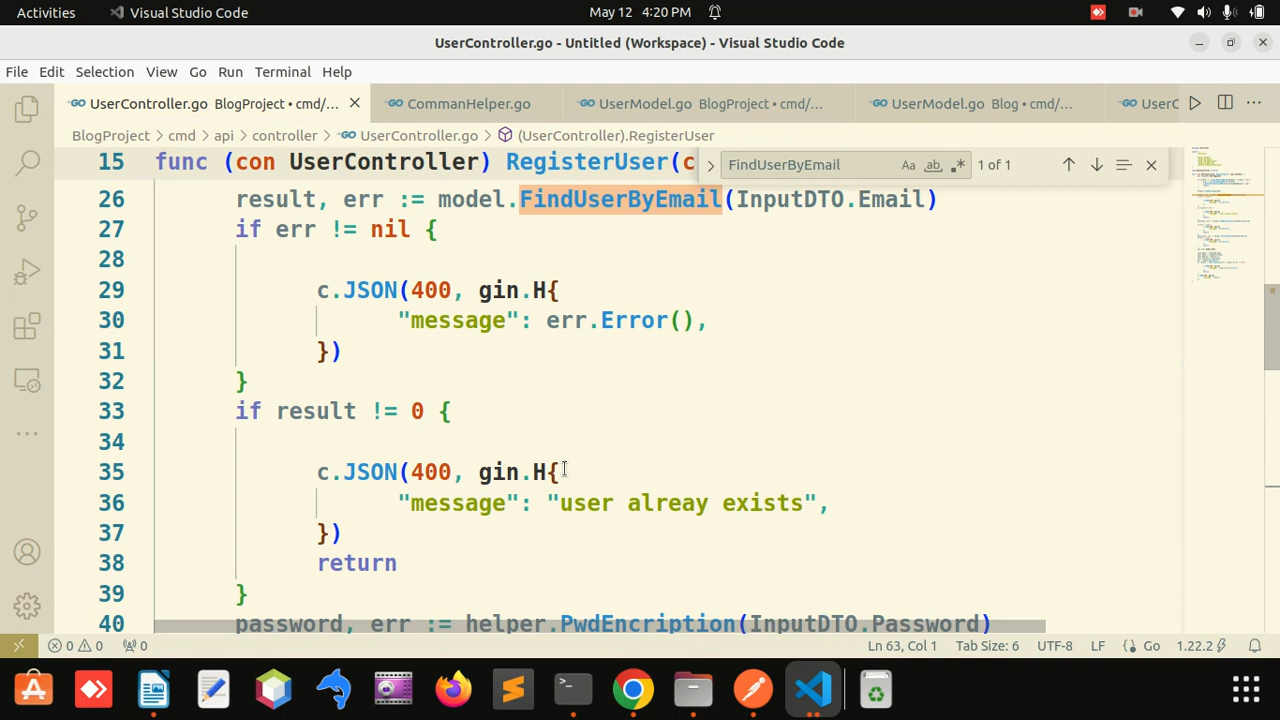 Activities Visual Studio Code May 12 4:20 PM
UserController.go - Untitled (Workspace) - Visual Studio Code
File Edit Selection View Go Run Terminal Help
UserController.go BlogProject • cmd/... CommanHelper.go UserModel.go BlogProject • cmd/... UserModel.go Blog • cmd/... UserC
BlogProject > cmd > api > controller > UserController.go > (UserController).RegisterUser
FindUserByEmail Aa ab .* 1 of 1
15 func (con UserController) RegisterUser(c
26 result, err := model.FindUserByEmail(InputDTO.Email)
27 if err != nil {
28
29 c.JSON(400, gin.H{
30 "message": err.Error(),
31 })
32 }
33 if result != 0 {
34
35 c.JSON(400, gin.H{
36 "message": "user alreay exists",
37 })
38 return
39 }
40 password, err := helper.PwdEncription(InputDTO.Password)
0 0 0 Ln 63, Col 1 Tab Size: 6 UTF-8 LF {} Go 1.22.2